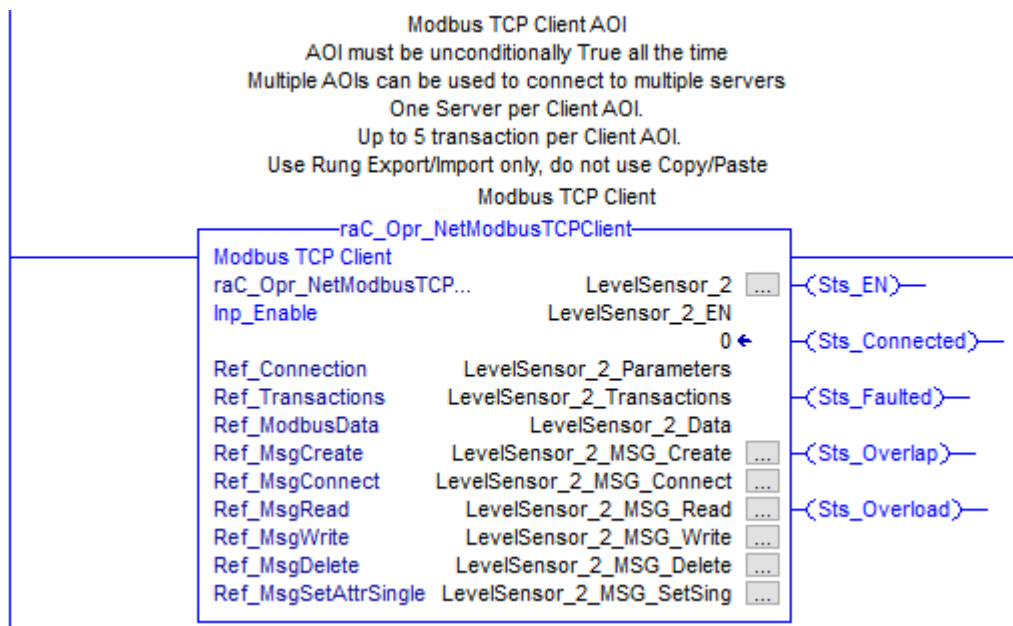 Modbus TCP Client AOI
AOI must be unconditionally True all the time
Multiple AOIs can be used to connect to multiple servers
One Server per Client AOI.
Up to 5 transaction per Client AOI.
Use Rung Export/Import only, do not use Copy/Paste
Modbus TCP Client
raC_Opr_NetModbusTCPClient
Modbus TCP Client
raC_Opr_NetModbusTCP... LevelSensor_2 ... (Sts_EN)
Inp_Enable LevelSensor_2_EN
0 (Sts_Connected)
Ref_Connection LevelSensor_2_Parameters
Ref_Transactions LevelSensor_2_Transactions (Sts_Faulted)
Ref_ModbusData LevelSensor_2_Data
Ref_MsgCreate LevelSensor_2_MSG_Create ... (Sts_Overlap)
Ref_MsgConnect LevelSensor_2_MSG_Connect ...
Ref_MsgRead LevelSensor_2_MSG_Read ... (Sts_Overload)
Ref_MsgWrite LevelSensor_2_MSG_Write ...
Ref_MsgDelete LevelSensor_2_MSG_Delete ...
Ref_MsgSetAttrSingle LevelSensor_2_MSG_SetSing ...